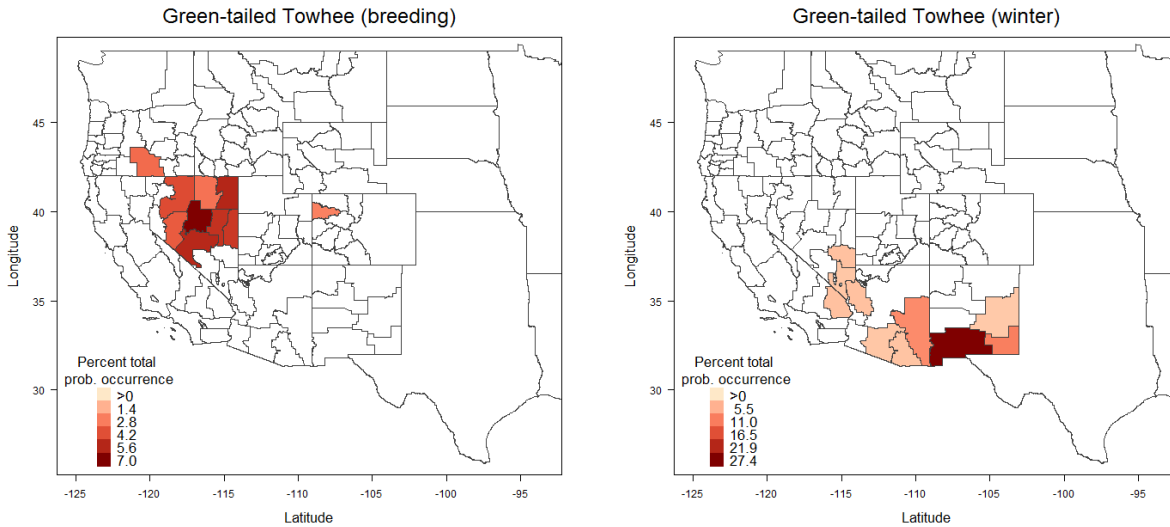 Green-tailed Towhee (breeding)
Longitude
45
40
35
30
Percent total
prob. occurrence
>0
1.4
2.8
4.2
5.6
7.0
-125 -120 -115 -110 -105 -100 -95
Latitude
Green-tailed Towhee (winter)
Longitude
45
40
35
30
Percent total
prob. occurrence
>0
5.5
11.0
16.5
21.9
27.4
-125 -120 -115 -110 -105 -100 -95
Latitude